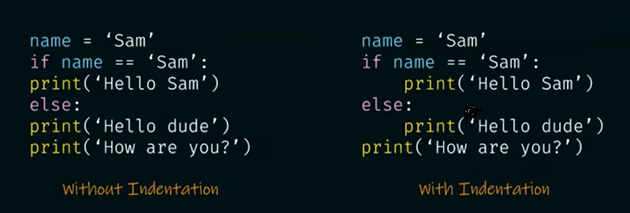 name = ‘Sam’
if name == ‘Sam’:
print(‘Hello Sam’)
else:
print(‘Hello dude’)
print(‘How are you?’)
Without Indentation
name = ‘Sam’
if name == ‘Sam’:
    print(‘Hello Sam’)
else:
    print(‘Hello dude’)
print(‘How are you?’)
With Indentation